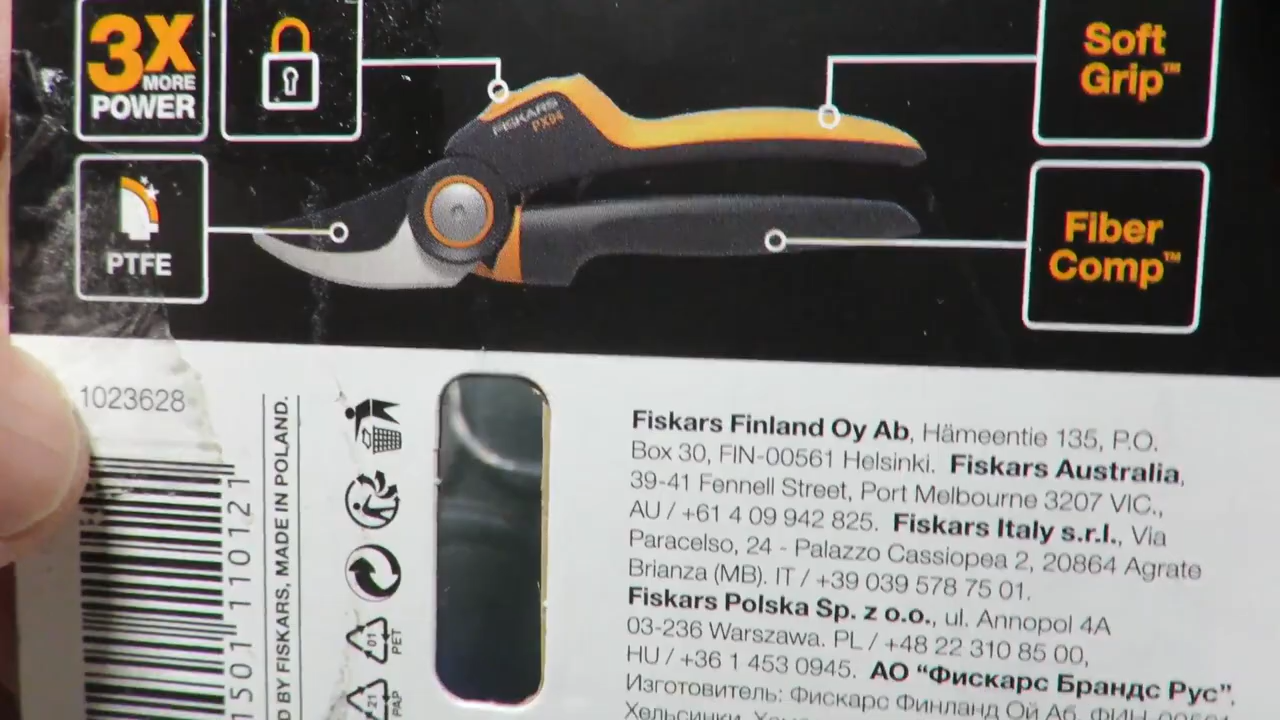 3X
MORE
POWER
Soft
Grip™
FISKARS
PX94
PTFE
Fiber
Comp™
1023628
1501 110121
D BY FISKARS, MADE IN POLAND.
01
PET
21
PAP
Fiskars Finland Oy Ab, Hämeentie 135, P.O.
Box 30, FIN-00561 Helsinki. Fiskars Australia,
39-41 Fennell Street, Port Melbourne 3207 VIC.,
AU / +61 4 09 942 825. Fiskars Italy s.r.l., Via
Paracelso, 24 - Palazzo Cassiopea 2, 20864 Agrate
Brianza (MB). IT / +39 039 578 75 01.
Fiskars Polska Sp. z o.o., ul. Annopol 4A
03-236 Warszawa. PL / +48 22 310 85 00,
HU / +36 1 453 0945. АО “Фискарс Брандс Рус”,
Изготовитель: Фискарс Финланд Ой Аб, ФИН-00
Хельсинки,